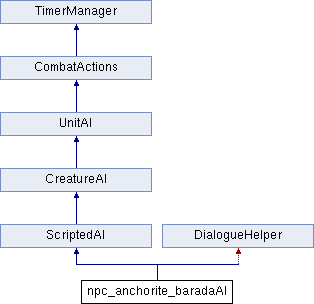 TimerManager
CombatActions
UnitAI
CreatureAI
ScriptedAI
DialogueHelper
npc_anchorite_baradaAI